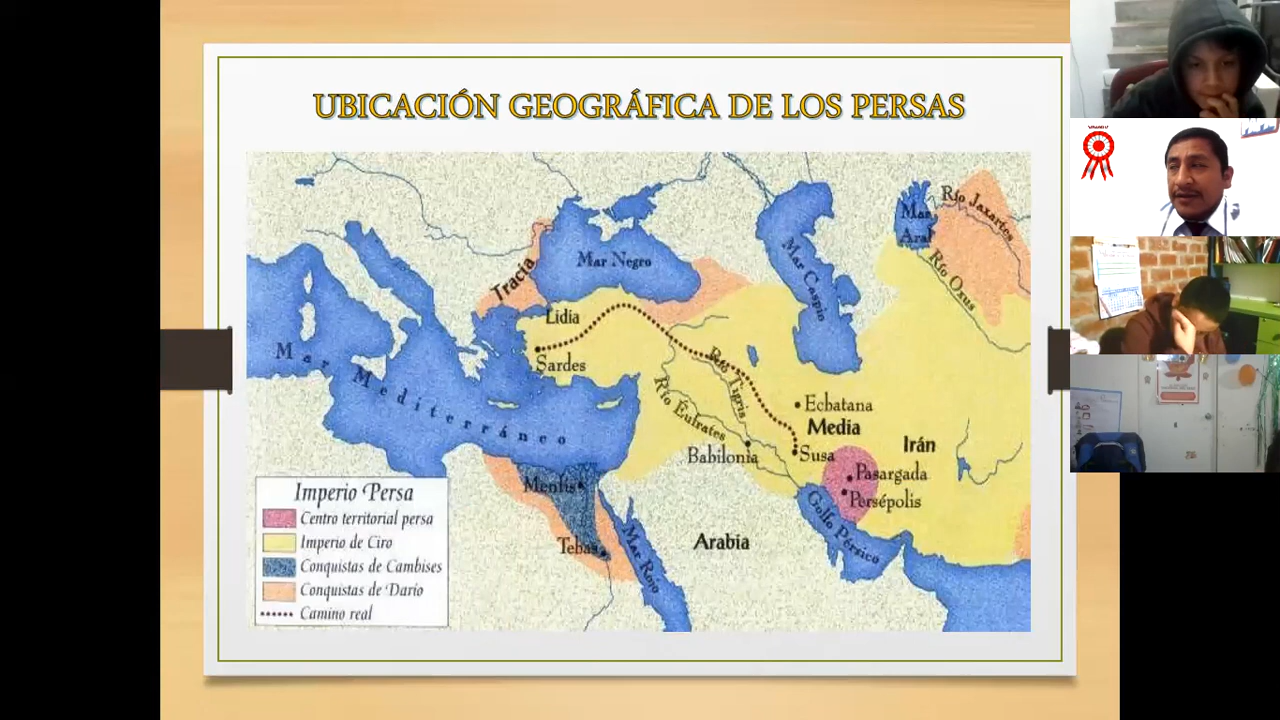 UBICACIÓN GEOGRÁFICA DE LOS PERSAS
Río Jaxartes
Mar
Aral
Mar Negro
Mar Caspio
Río Oxus
Tracia
Lidia
Sardes
Río Tigris
Río Eufrates
Mar Mediterráneo
Ecbatana
Media
Irán
Babilonia
Susa
Pasargada
Persépolis
Menfis
Golfo Pérsico
Tebas
Mar Rojo
Arabia
Imperio Persa
Centro territorial persa
Imperio de Ciro
Conquistas de Cambises
Conquistas de Darío
Camino real